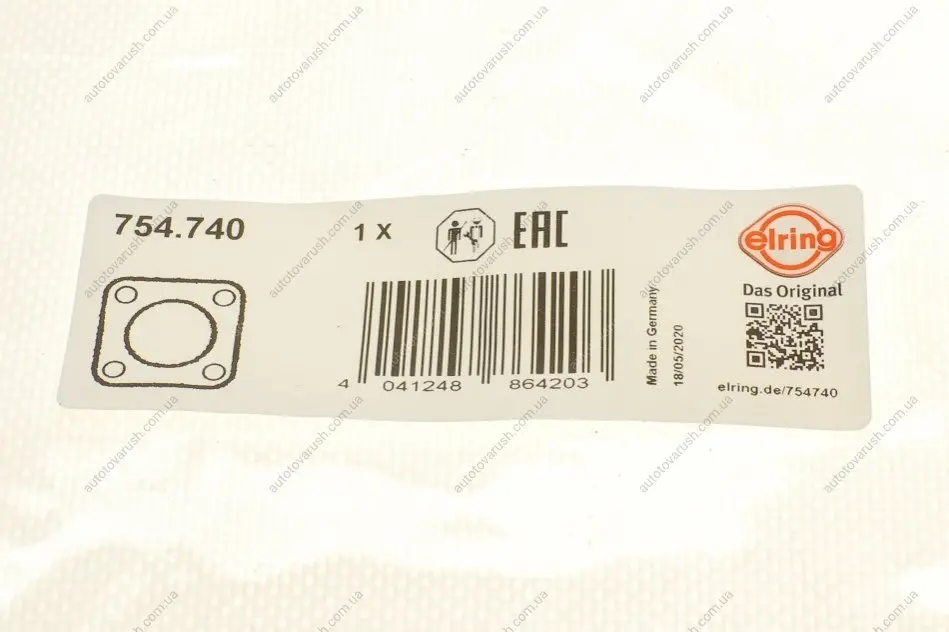 754.740
1 X
EAC
elring
Das Original
elring.de/754740
Made in Germany
18/05/2020
4 041248 864203
autotovarush.com.ua